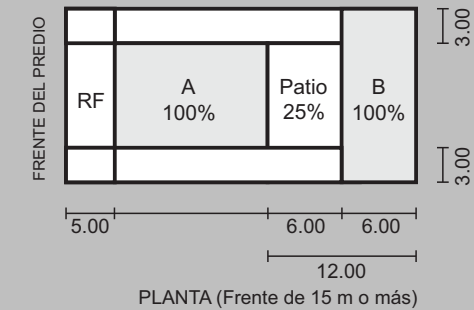 FRENTE DEL PREDIO
3.00
RF
A
100%
Patio
25%
B
100%
3.00
5.00
6.00
6.00
12.00
PLANTA (Frente de 15 m o más)